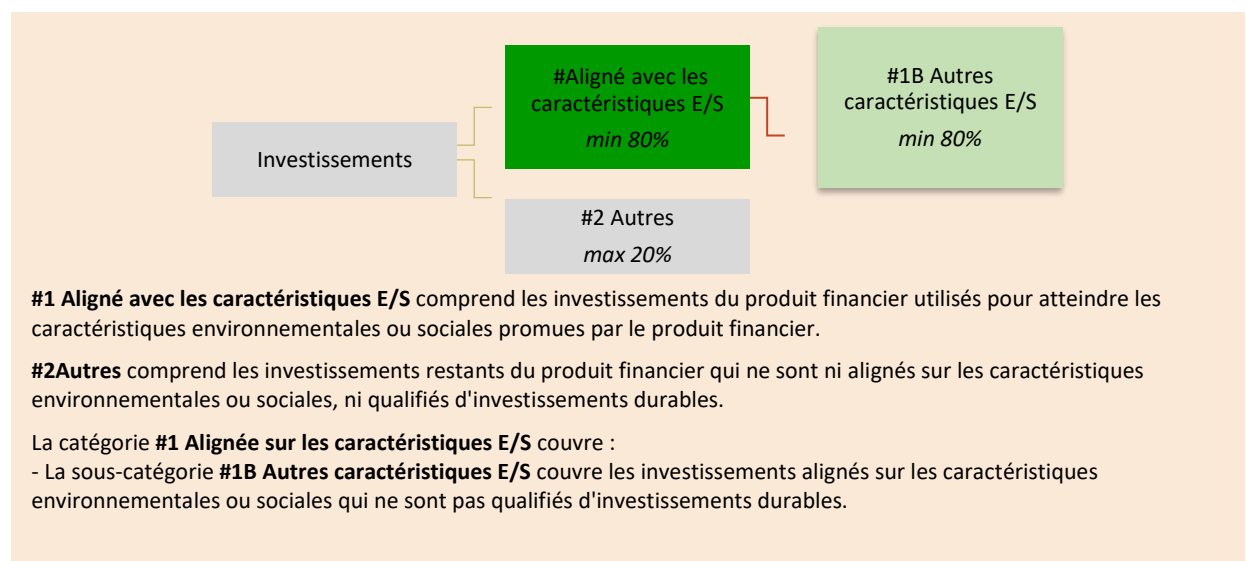 #Aligné avec les
caractéristiques E/S
min 80%
#1B Autres
caractéristiques E/S
min 80%
Investissements
#2 Autres
max 20%
#1 Aligné avec les caractéristiques E/S comprend les investissements du produit financier utilisés pour atteindre les
caractéristiques environnementales ou sociales promues par le produit financier.
#2Autres comprend les investissements restants du produit financier qui ne sont ni alignés sur les caractéristiques
environnementales ou sociales, ni qualifiés d'investissements durables.
La catégorie #1 Alignée sur les caractéristiques E/S couvre :
- La sous-catégorie #1B Autres caractéristiques E/S couvre les investissements alignés sur les caractéristiques
environnementales ou sociales qui ne sont pas qualifiés d'investissements durables.